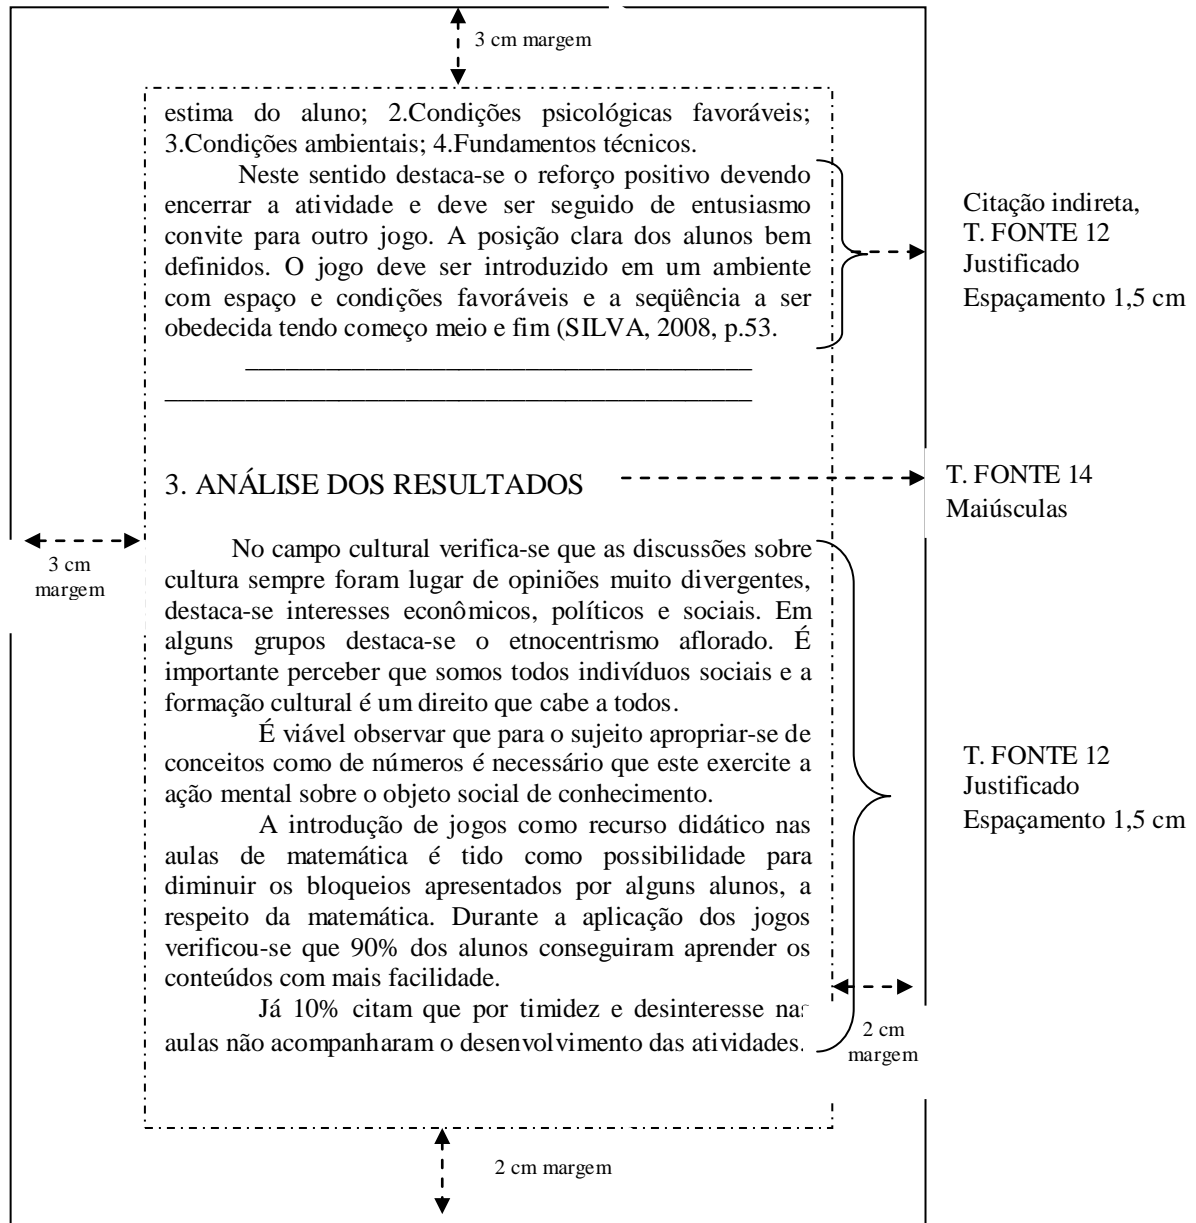 3 cm margem
estima do aluno; 2.Condições psicológicas favoráveis;
3.Condições ambientais; 4.Fundamentos técnicos.
Neste sentido destaca-se o reforço positivo devendo
encerrar a atividade e deve ser seguido de entusiasmo
convite para outro jogo. A posição clara dos alunos bem
definidos. O jogo deve ser introduzido em um ambiente
com espaço e condições favoráveis e a seqüência a ser
obedecida tendo começo meio e fim (SILVA, 2008, p.53.
Citação indireta,
T. FONTE 12
Justificado
Espaçamento 1,5 cm
3. ANÁLISE DOS RESULTADOS
T. FONTE 14
Maiúsculas
3 cm
margem
No campo cultural verifica-se que as discussões sobre
cultura sempre foram lugar de opiniões muito divergentes,
destaca-se interesses econômicos, políticos e sociais. Em
alguns grupos destaca-se o etnocentrismo aflorado. É
importante perceber que somos todos indivíduos sociais e a
formação cultural é um direito que cabe a todos.
É viável observar que para o sujeito apropriar-se de
conceitos como de números é necessário que este exercite a
ação mental sobre o objeto social de conhecimento.
A introdução de jogos como recurso didático nas
aulas de matemática é tido como possibilidade para
diminuir os bloqueios apresentados por alguns alunos, a
respeito da matemática. Durante a aplicação dos jogos
verificou-se que 90% dos alunos conseguiram aprender os
conteúdos com mais facilidade.
Já 10% citam que por timidez e desinteresse nas
aulas não acompanharam o desenvolvimento das atividades.
T. FONTE 12
Justificado
Espaçamento 1,5 cm
2 cm
margem
2 cm margem